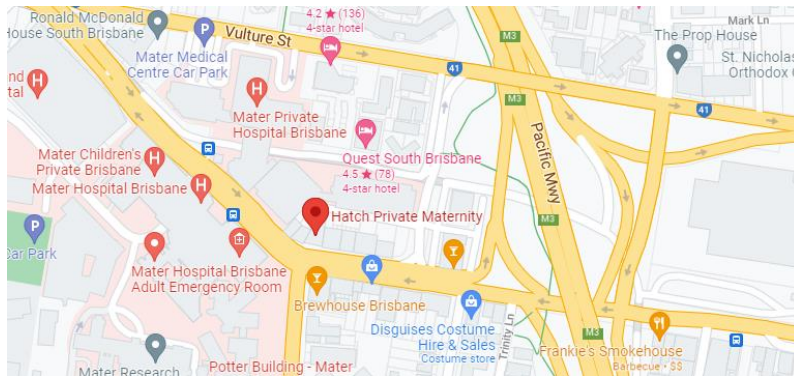 4.2 ★ (136)
4-star hotel
Ronald McDonald
House South Brisbane
Vulture St
M3
Mark Ln
The Prop House
Mater Medical
Centre Car Park
41
St. Nicholas
Orthodox
Mater Private
Hospital Brisbane
M3
41
Pacific Mwy
Mater Children's
Private Brisbane
Quest South Brisbane
4.5 ★ (78)
4-star hotel
Mater Hospital Brisbane
Hatch Private Maternity
M3
Car Park
Mater Hospital Brisbane
Adult Emergency Room
Brewhouse Brisbane
Disguises Costume
Hire & Sales
Costume store
Trinity Ln
M3
Frankie's Smokehouse
Barbecue • $$
Potter Building - Mater
Mater Research